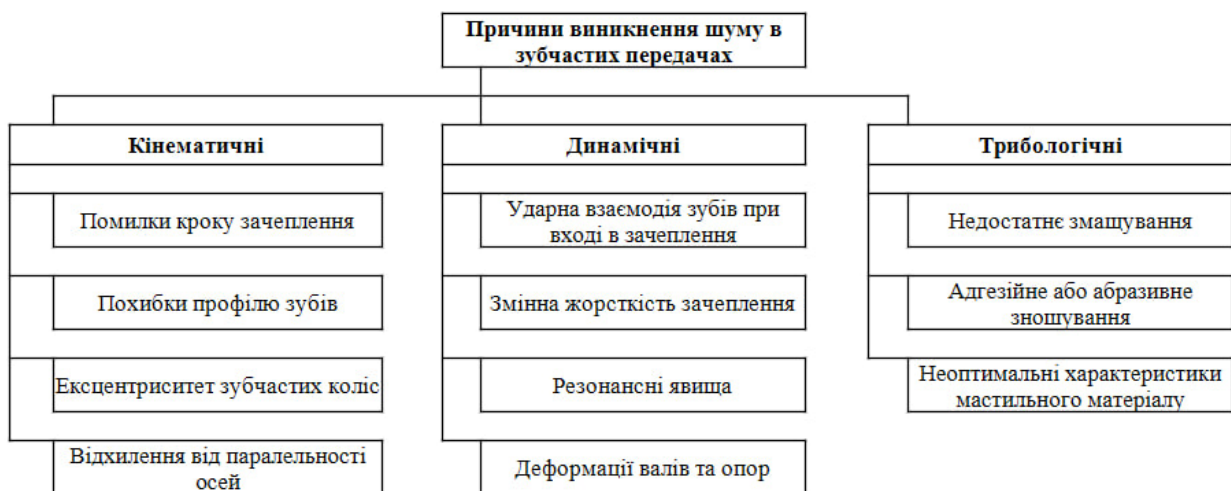 Причини виникнення шуму в
зубчастих передачах
Кінематичні
Помилки кроку зачеплення
Похибки профілю зубів
Ексцентриситет зубчастих коліс
Відхилення від паралельності
осей
Динамічні
Ударна взаємодія зубів при
вході в зачеплення
Змінна жорсткість зачеплення
Резонансні явища
Деформації валів та опор
Трибологічні
Недостатнє змащування
Адгезійне або абразивне
зношування
Неоптимальні характеристики
мастильного матеріалу